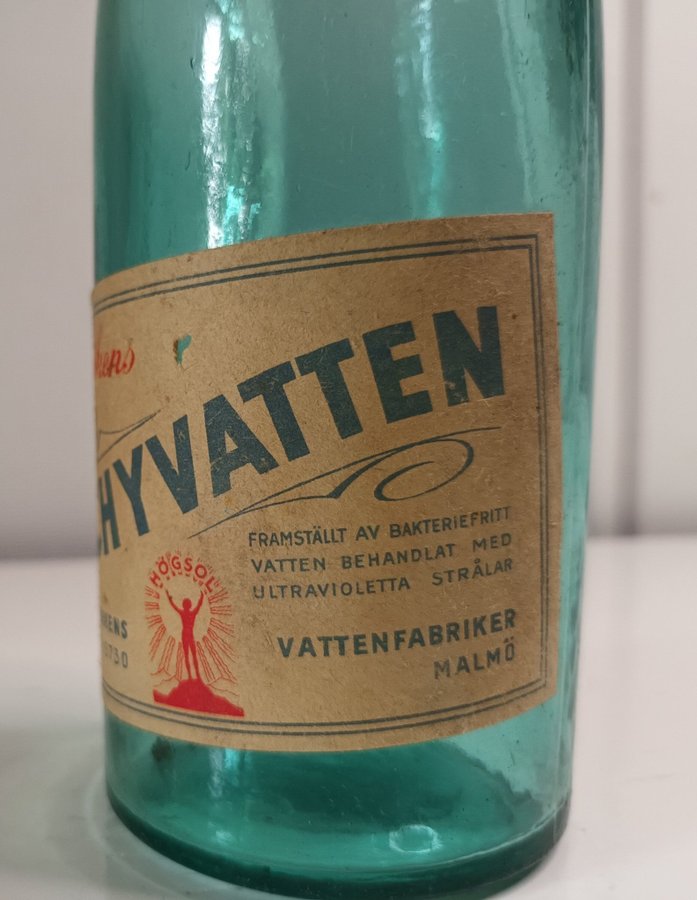 HYVATTEN
FRAMSTÄLLT AV BAKTERIEFRITT
VATTEN BEHANDLAT MED
ULTRAVIOLETTA STRÅLAR
HÖGSOL
VATTENFABRIKER
MALMÖ